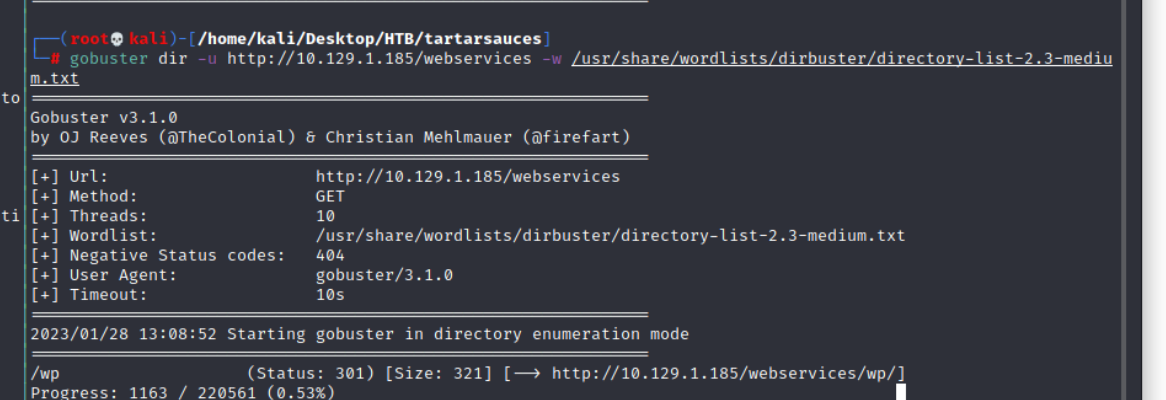 ┌──(root💀kali)-[/home/kali/Desktop/HTB/tartarsauces]
└─# gobuster dir -u http://10.129.1.185/webservices -w /usr/share/wordlists/dirbuster/directory-list-2.3-mediu
m.txt
to
===============================================================
Gobuster v3.1.0
by OJ Reeves (@TheColonial) & Christian Mehlmauer (@firefart)
===============================================================
[+] Url:                     http://10.129.1.185/webservices
[+] Method:                  GET
ti
[+] Threads:                 10
[+] Wordlist:                /usr/share/wordlists/dirbuster/directory-list-2.3-medium.txt
[+] Negative Status codes:   404
[+] User Agent:              gobuster/3.1.0
[+] Timeout:                 10s
===============================================================
2023/01/28 13:08:52 Starting gobuster in directory enumeration mode
===============================================================
/wp                   (Status: 301) [Size: 321] [--> http://10.129.1.185/webservices/wp/]
Progress: 1163 / 220561 (0.53%)